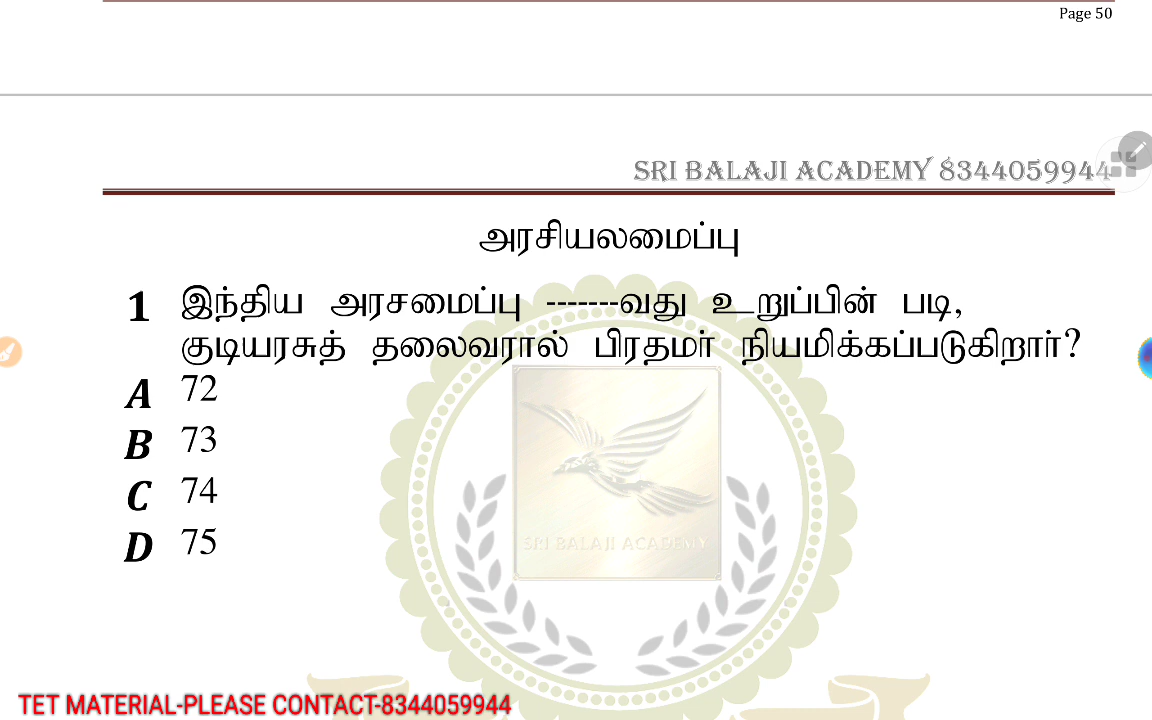 Page 50
SRI BALAJI ACADEMY 8344059944
அரசியலமைப்பு
1 இந்திய அரசமைப்பு -------வது உறுப்பின் படி,
குடியரசுத் தலைவரால் பிரதமர் நியமிக்கப்படுகிறார்?
A 72
B 73
C 74
D 75
SRI BALAJI ACADEMY
TET MATERIAL-PLEASE CONTACT-8344059944